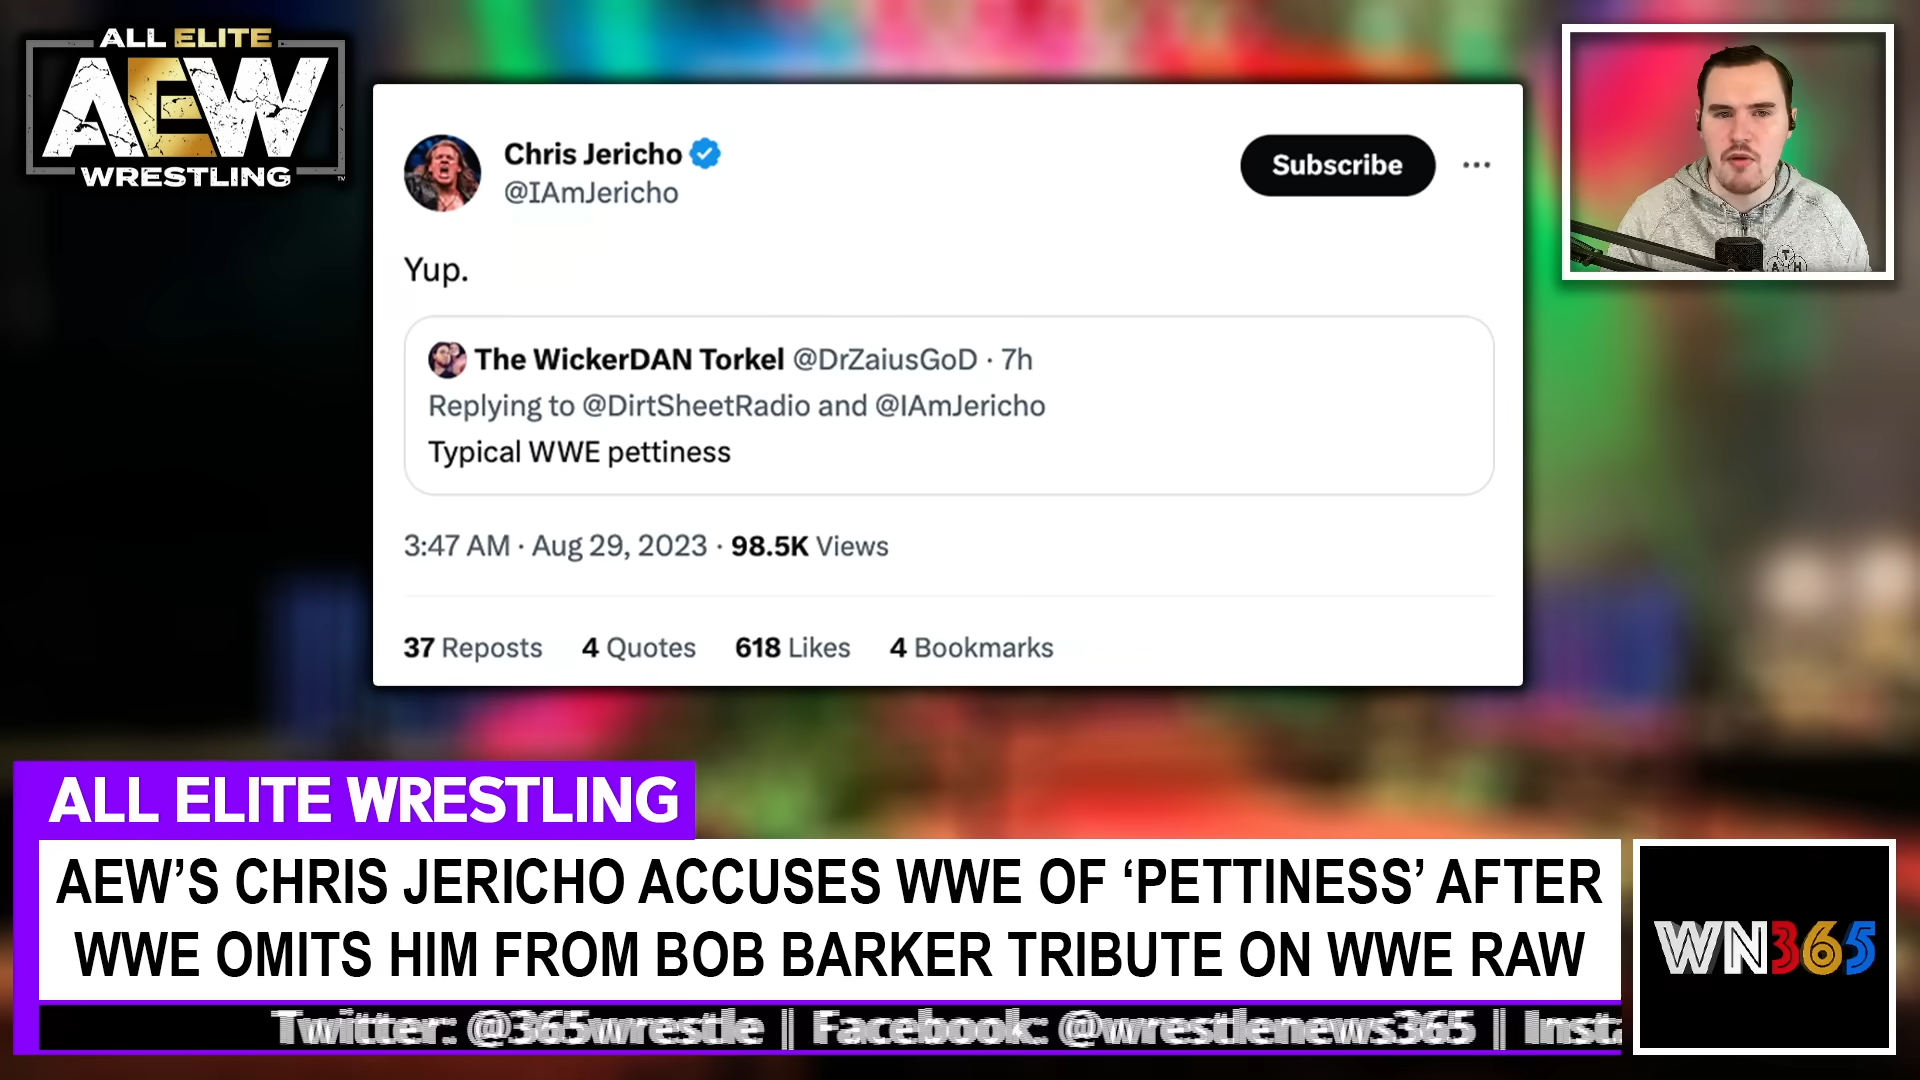 ALL ELITE
AEW
WRESTLING
TM
Chris Jericho
@IAmJericho
Subscribe
Yup.
The WickerDAN Torkel @DrZaiusGoD · 7h
Replying to @DirtSheetRadio and @IAmJericho
Typical WWE pettiness
3:47 AM · Aug 29, 2023 · 98.5K Views
37 Reposts 4 Quotes 618 Likes 4 Bookmarks
T
A H
ALL ELITE WRESTLING
AEW’S CHRIS JERICHO ACCUSES WWE OF ‘PETTINESS’ AFTER
WWE OMITS HIM FROM BOB BARKER TRIBUTE ON WWE RAW
Twitter: @365wrestle || Facebook: @wrestlenews365 || Insta
WN365